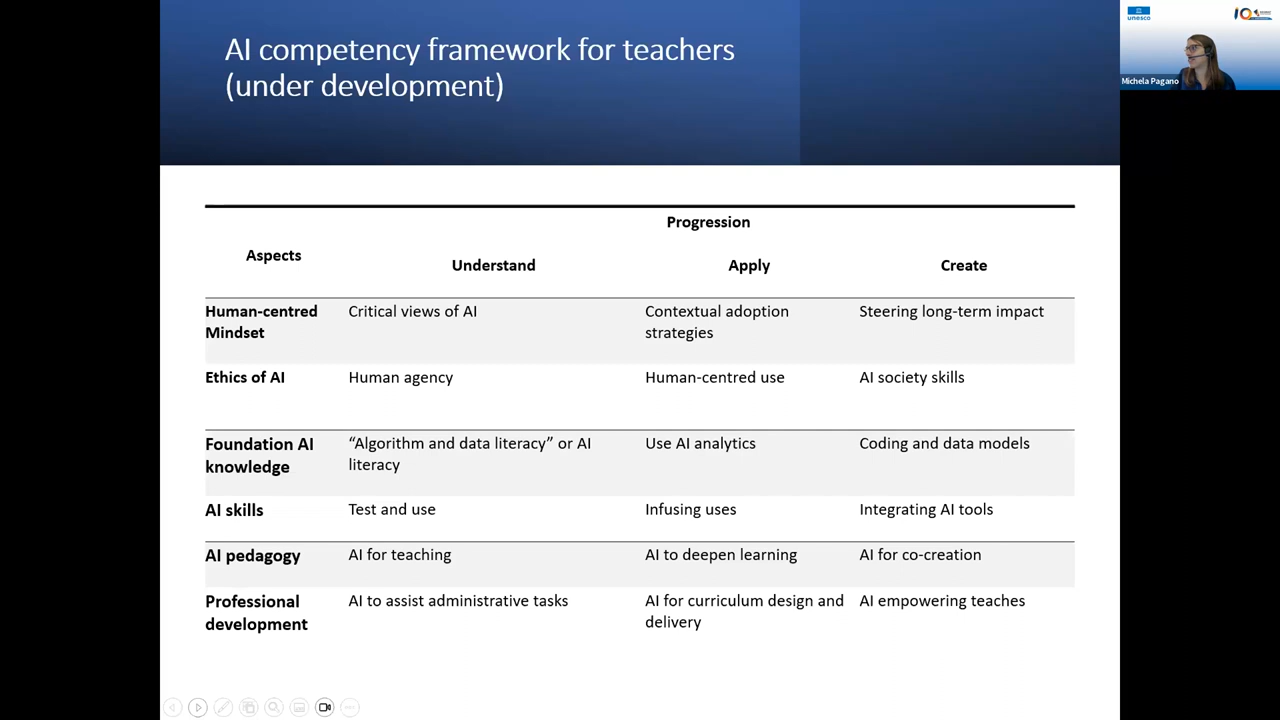 AI competency framework for teachers
(under development)
unesco
Michela Pagano
Progression
Aspects
Understand
Apply
Create
Human-centred
Mindset
Critical views of AI
Contextual adoption
strategies
Steering long-term impact
Ethics of AI
Human agency
Human-centred use
AI society skills
Foundation AI
knowledge
“Algorithm and data literacy” or AI
literacy
Use AI analytics
Coding and data models
AI skills
Test and use
Infusing uses
Integrating AI tools
AI pedagogy
AI for teaching
AI to deepen learning
AI for co-creation
Professional
development
AI to assist administrative tasks
AI for curriculum design and
delivery
AI empowering teaches